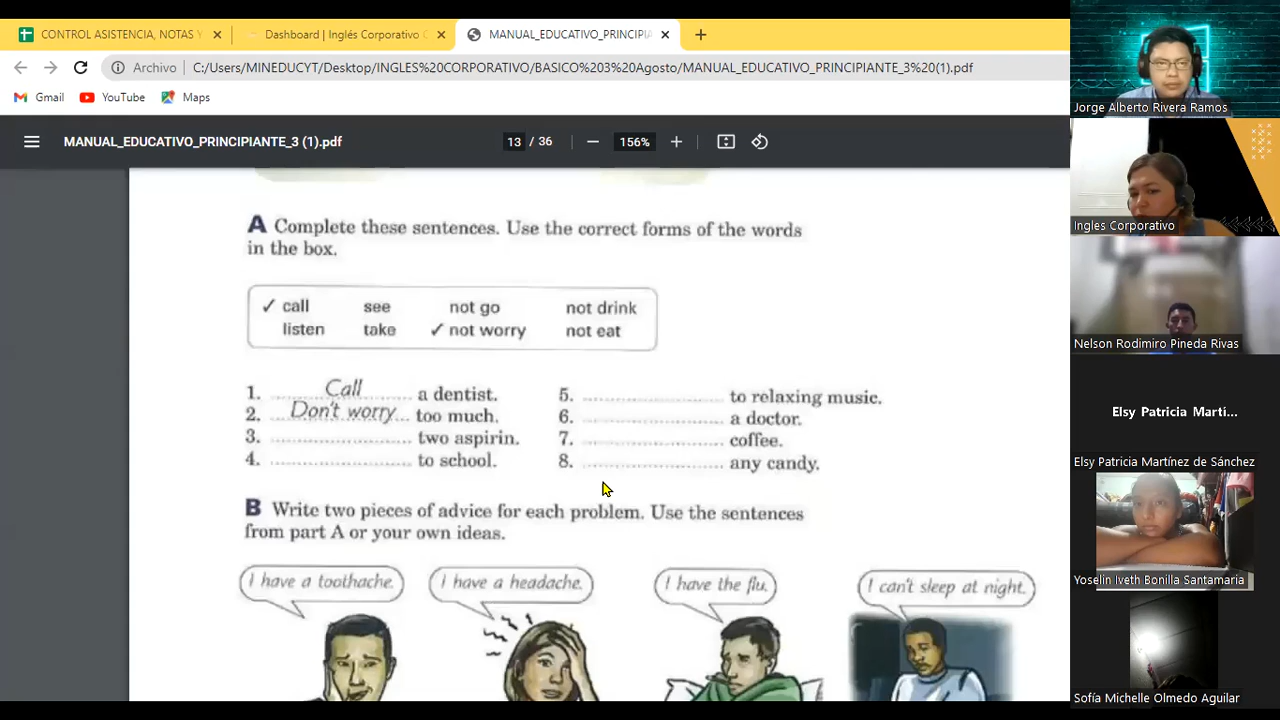 CONTROL ASISTENCIA, NOTAS Y
Dashboard | Inglés Corporativo C
MANUAL_EDUCATIVO_PRINCIPIA
Archivo | C:/Users/MINEDUCYT/Desktop/INGLES%20CORPORATIVO/BASICO%203%20Agosto/MANUAL_EDUCATIVO_PRINCIPIANTE_3%20(1).pdf
Gmail YouTube Maps
MANUAL_EDUCATIVO_PRINCIPIANTE_3 (1).pdf 13 / 36 156%
A Complete these sentences. Use the correct forms of the words
in the box.
✓ call see not go not drink
listen take ✓ not worry not eat
1. Call a dentist. 5. to relaxing music.
2. Don't worry too much. 6. a doctor.
3. two aspirin. 7. coffee.
4. to school. 8. any candy.
B Write two pieces of advice for each problem. Use the sentences
from part A or your own ideas.
I have a toothache. I have a headache. I have the flu. I can't sleep at night.
Jorge Alberto Rivera Ramos
Ingles Corporativo
Nelson Rodimiro Pineda Rivas
Elsy Patricia Marti...
Elsy Patricia Martínez de Sánchez
Yoselin Iveth Bonilla Santamaria
Sofía Michelle Olmedo Aguilar